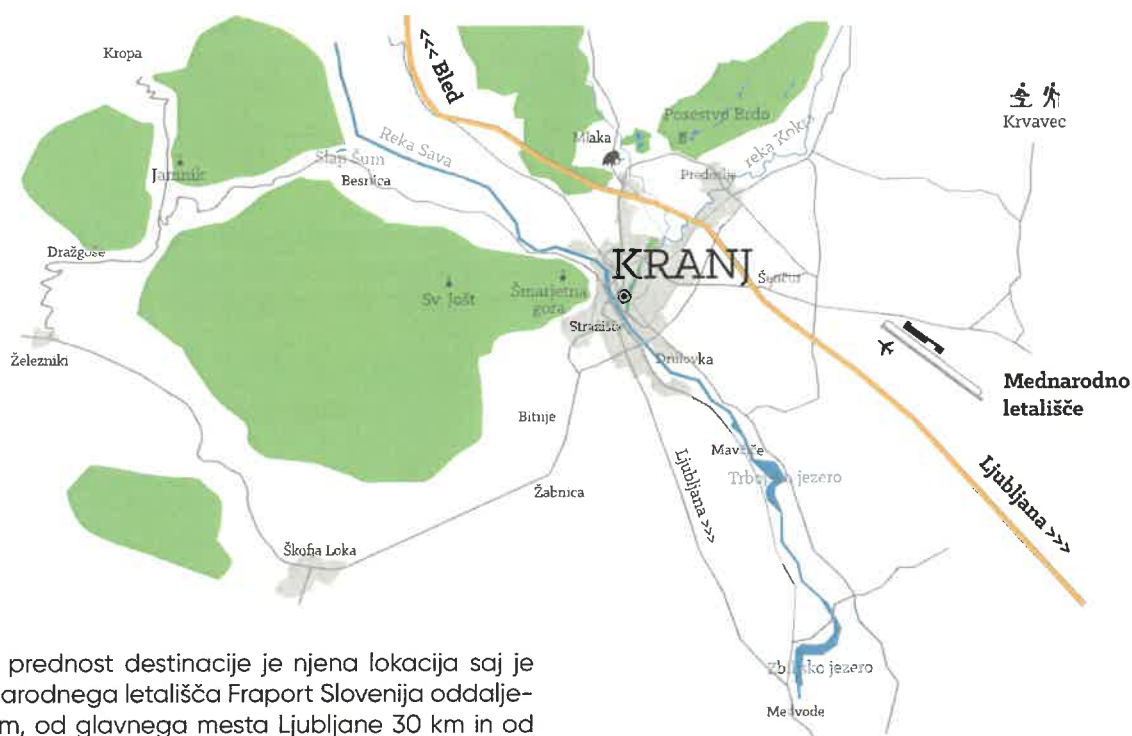 Kropa
<<< Bled
Krvavec
Posestvo Brdo
Mlaka
reka Kokra
Reka Sava
Slap Šum
Predoslje
Jamnik
Besnica
Dražgoše
KRANJ
Šenčur
Sv. Jošt
Šmarjetna
gora
Stražišče
Železniki
Drulovka
Mednarodno
letališče
Bitnje
Mavčiče
Ljubljana >>>
Trbojsko jezero
Ljubljana >>>
Žabnica
Škofja Loka
Zbiljsko jezero
Medvode
prednost destinacije je njena lokacija saj je
arodnega letališča Fraport Slovenija oddalje-
m, od glavnega mesta Ljubljane 30 km in od